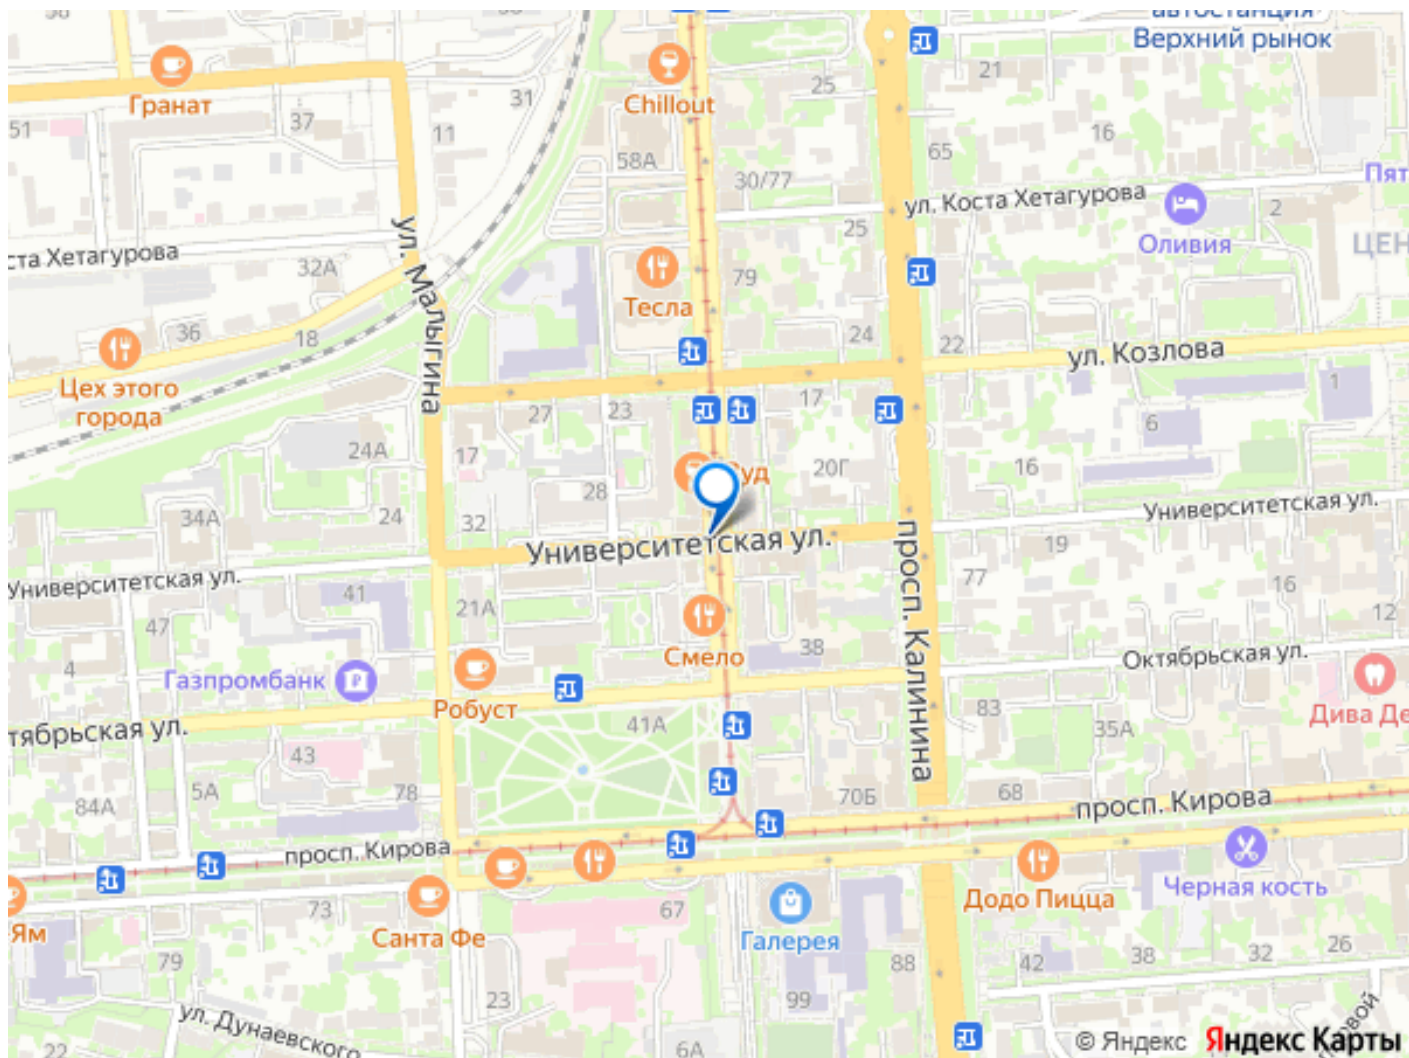 автостанция
Верхний рынок
Гранат
Chillout
51
37
31
11
58А
25
21
16
65
30/77
ул. Коста Хетагурова
Пят
2
25
Оливия
ЦЕН
ста Хетагурова
32А
ул. Малыгина
Тесла
79
36
18
24
22
ул. Козлова
Цех этого
города
27
23
17
1
6
24А
17
20Г
16
28
34А
24
32
Университетская ул.
Университетская ул.
19
просп. Калинина
Университетская ул.
41
21А
77
16
12
47
4
Смело
38
Октябрьская ул.
Газпромбанк
Робуст
41А
83
35А
Дива Де
тябрьская ул.
43
5А
78
84А
70Б
68
просп. Кирова
просп. Кирова
Черная кость
Додо Пицца
Ям
73
Санта Фе
67
Галерея
79
23
88
42
38
32
26
99
ул. Дунаевского
22
6А
© Яндекс Яндекс Карты